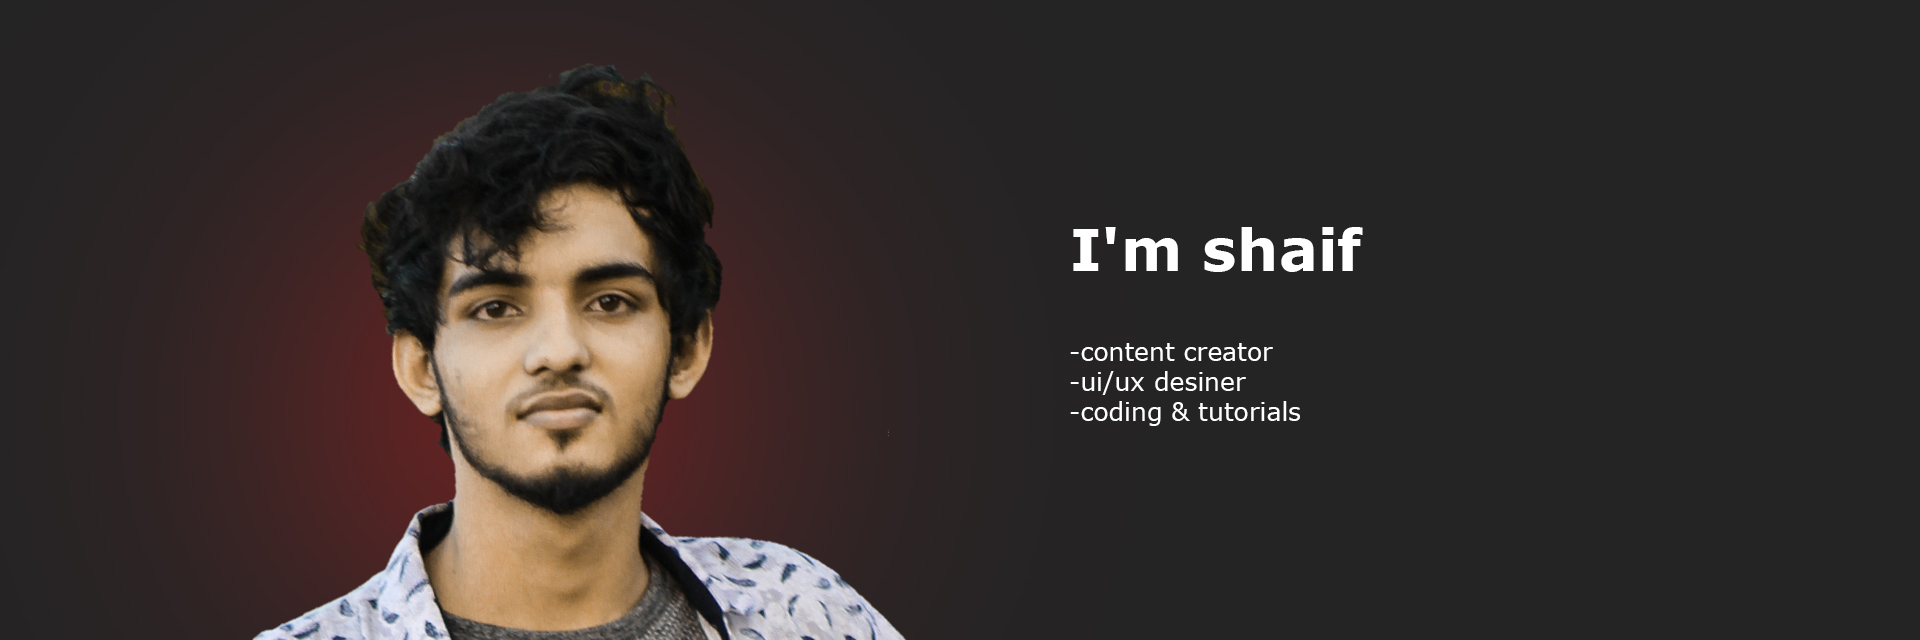 I'm shaif
-content creator
-ui/ux desiner
-coding & tutorials